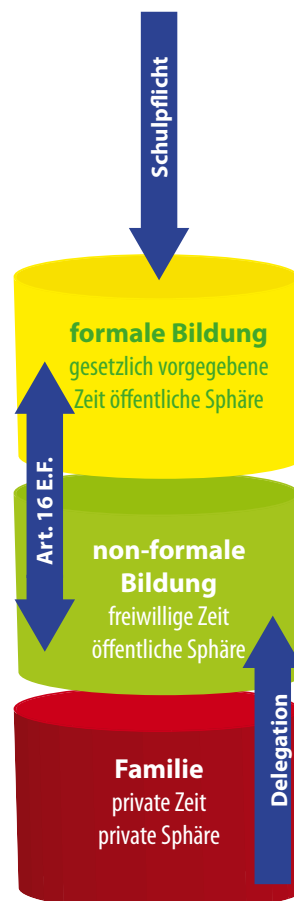 Schulpflicht
formale Bildung
gesetzlich vorgegebene
Zeit öffentliche Sphäre
Art. 16 E.F.
non-formale
Bildung
freiwillige Zeit
öffentliche Sphäre
Delegation
Familie
private Zeit
private Sphäre